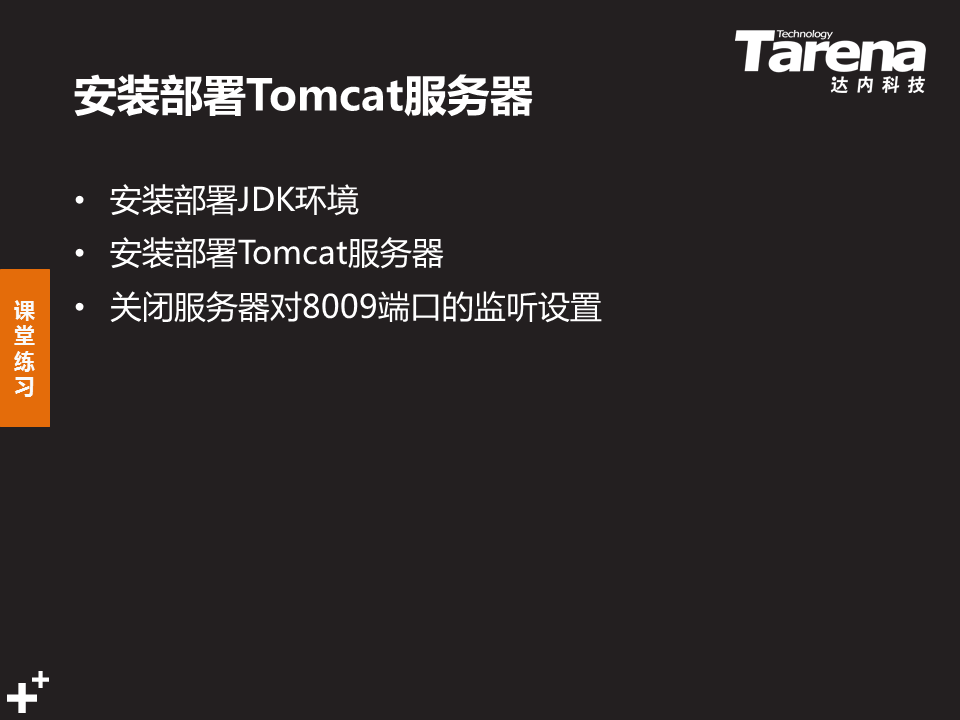 Technology
Tarena
达内科技
安装部署Tomcat服务器
• 安装部署JDK环境
• 安装部署Tomcat服务器
• 关闭服务器对8009端口的监听设置
课堂练习